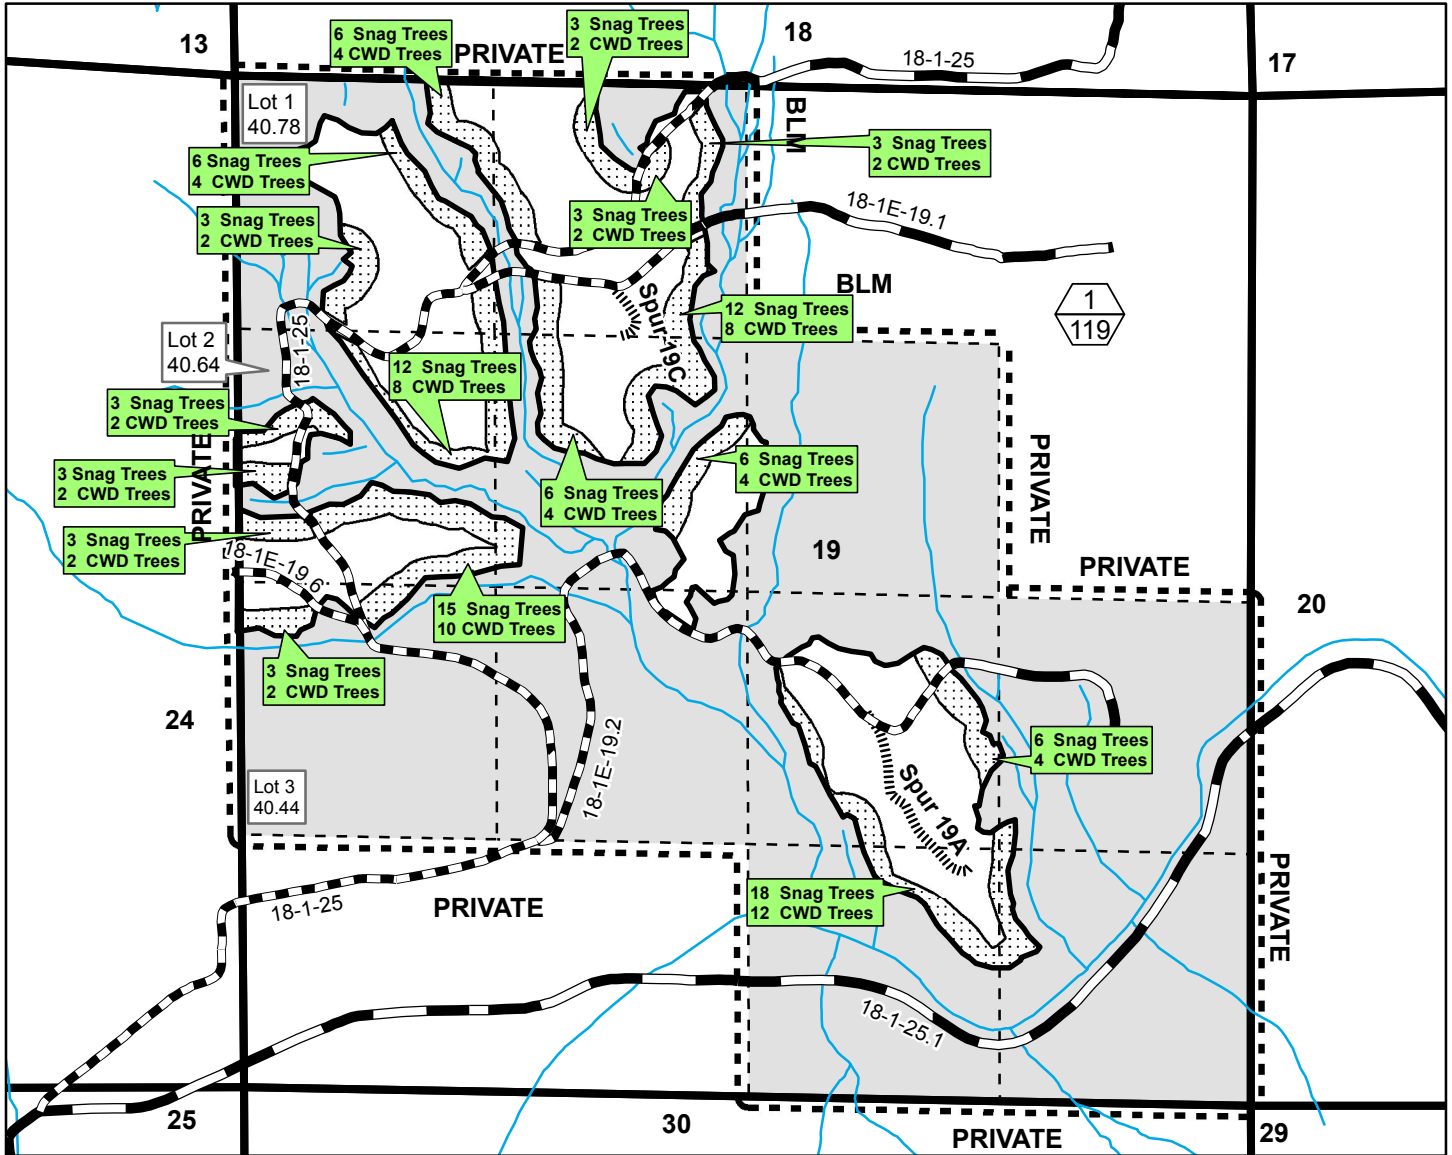 13
6 Snag Trees
4 CWD Trees
PRIVATE
3 Snag Trees
2 CWD Trees
18
18-1-25
17
Lot 1
40.78
BLM
3 Snag Trees
2 CWD Trees
6 Snag Trees
4 CWD Trees
3 Snag Trees
2 CWD Trees
3 Snag Trees
2 CWD Trees
18-1E-19.1
BLM
1
119
12 Snag Trees
8 CWD Trees
Spur 19C
18-1-25
Lot 2
40.64
12 Snag Trees
8 CWD Trees
3 Snag Trees
2 CWD Trees
PRIVATE
3 Snag Trees
2 CWD Trees
6 Snag Trees
4 CWD Trees
6 Snag Trees
4 CWD Trees
PRIVATE
3 Snag Trees
2 CWD Trees
18-1E-19.6
19
PRIVATE
15 Snag Trees
10 CWD Trees
20
3 Snag Trees
2 CWD Trees
24
18-1E-19.2
6 Snag Trees
4 CWD Trees
Spur 19A
Lot 3
40.44
18 Snag Trees
12 CWD Trees
PRIVATE
18-1-25
PRIVATE
18-1-25.1
25
30
PRIVATE
29